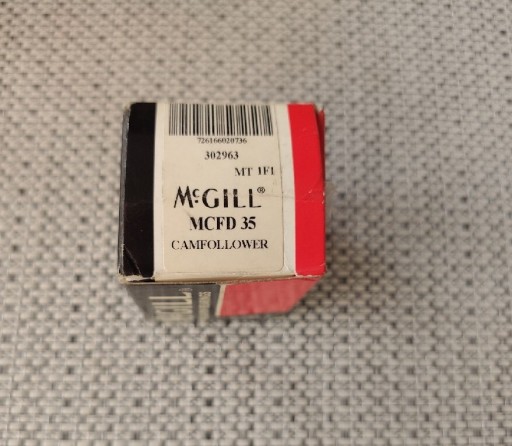 726166020736
302963
MT 1F1
McGILL®
MCFD 35
CAMFOLLOWER